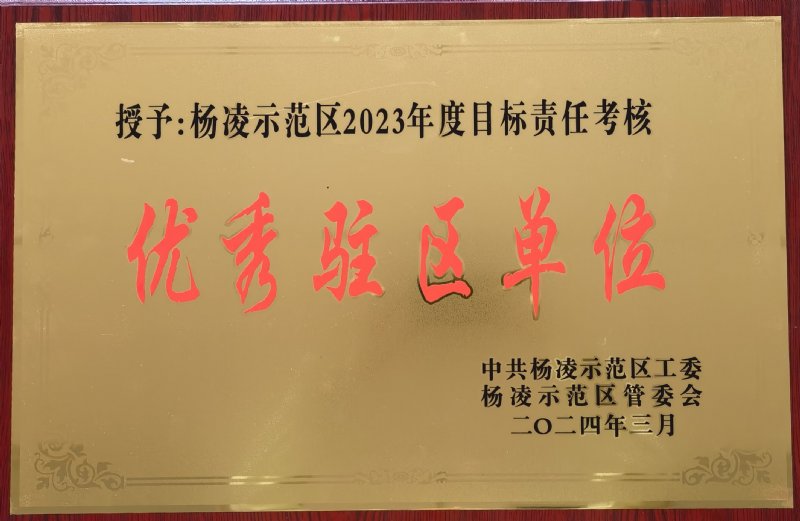 授予:杨凌示范区2023年度目标责任考核
优秀驻区单位
中共杨凌示范区工委
杨凌示范区管委会
二〇二四年三月